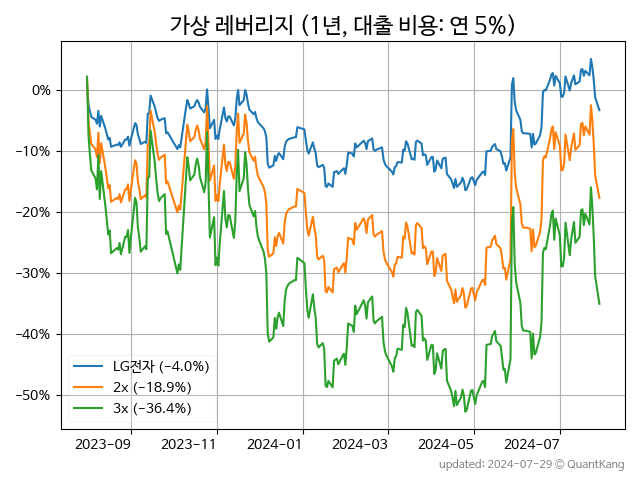 가상 레버리지 (1년, 대출 비용: 연 5%)
0%
−10%
−20%
−30%
−40%
−50%
LG전자 (−4.0%)
2x (−18.9%)
3x (−36.4%)
2023-09 2023-11 2024-01 2024-03 2024-05 2024-07
updated: 2024-07-29 © QuantKang